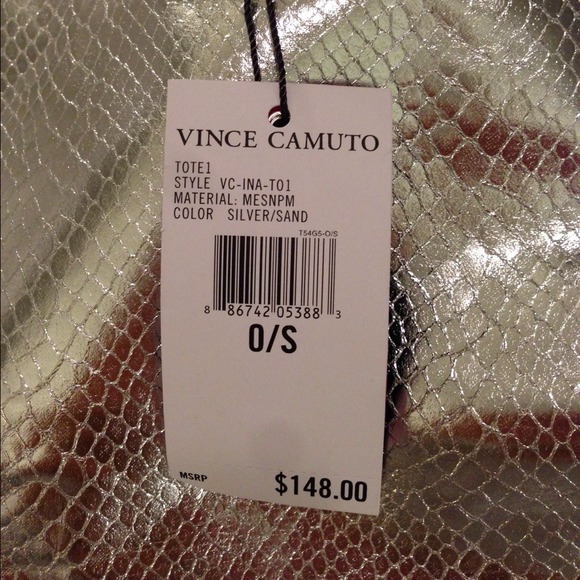 VINCE CAMUTO
TOTE1
STYLE VC-INA-T01
MATERIAL: MESNPM
COLOR SILVER/SAND
T54G5-O/S
8 86742 05388 3
O/S
MSRP $148.00